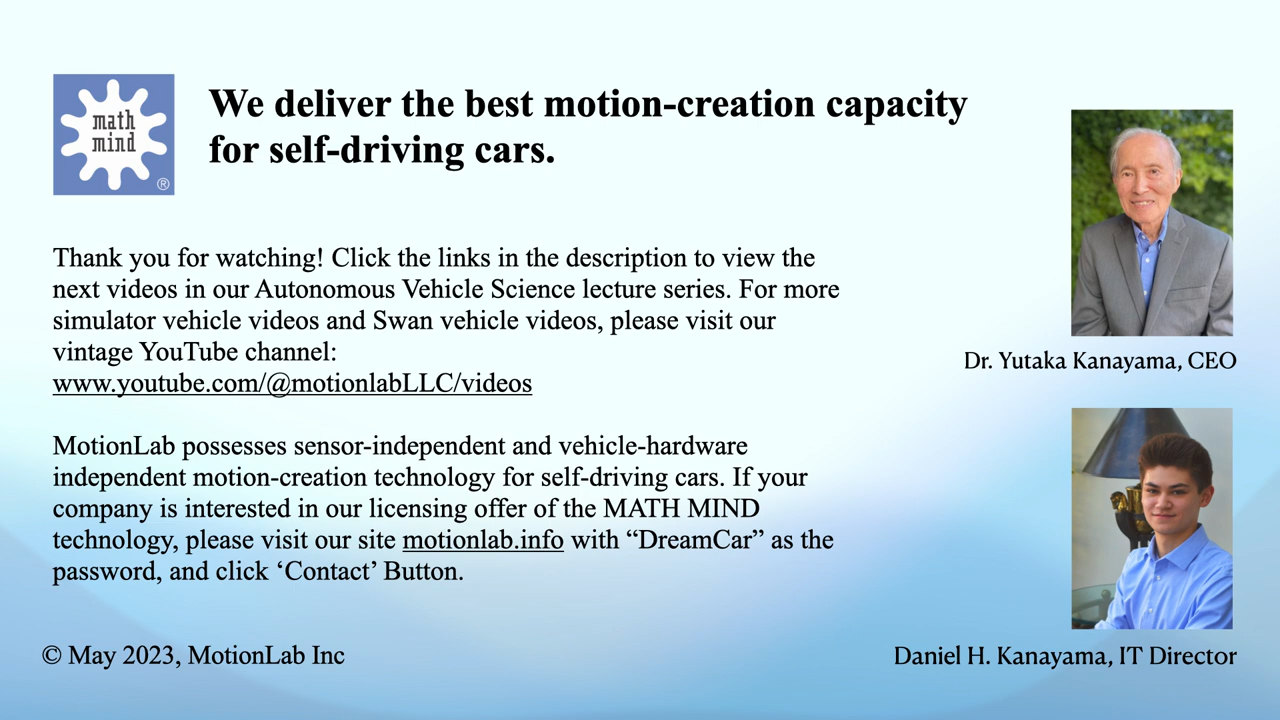 math
mind
®
We deliver the best motion-creation capacity
for self-driving cars.
Thank you for watching! Click the links in the description to view the
next videos in our Autonomous Vehicle Science lecture series. For more
simulator vehicle videos and Swan vehicle videos, please visit our
vintage YouTube channel:
www.youtube.com/@motionlabLLC/videos
MotionLab possesses sensor-independent and vehicle-hardware
independent motion-creation technology for self-driving cars. If your
company is interested in our licensing offer of the MATH MIND
technology, please visit our site motionlab.info with “DreamCar” as the
password, and click ‘Contact’ Button.
© May 2023, MotionLab Inc
Dr. Yutaka Kanayama, CEO
Daniel H. Kanayama, IT Director